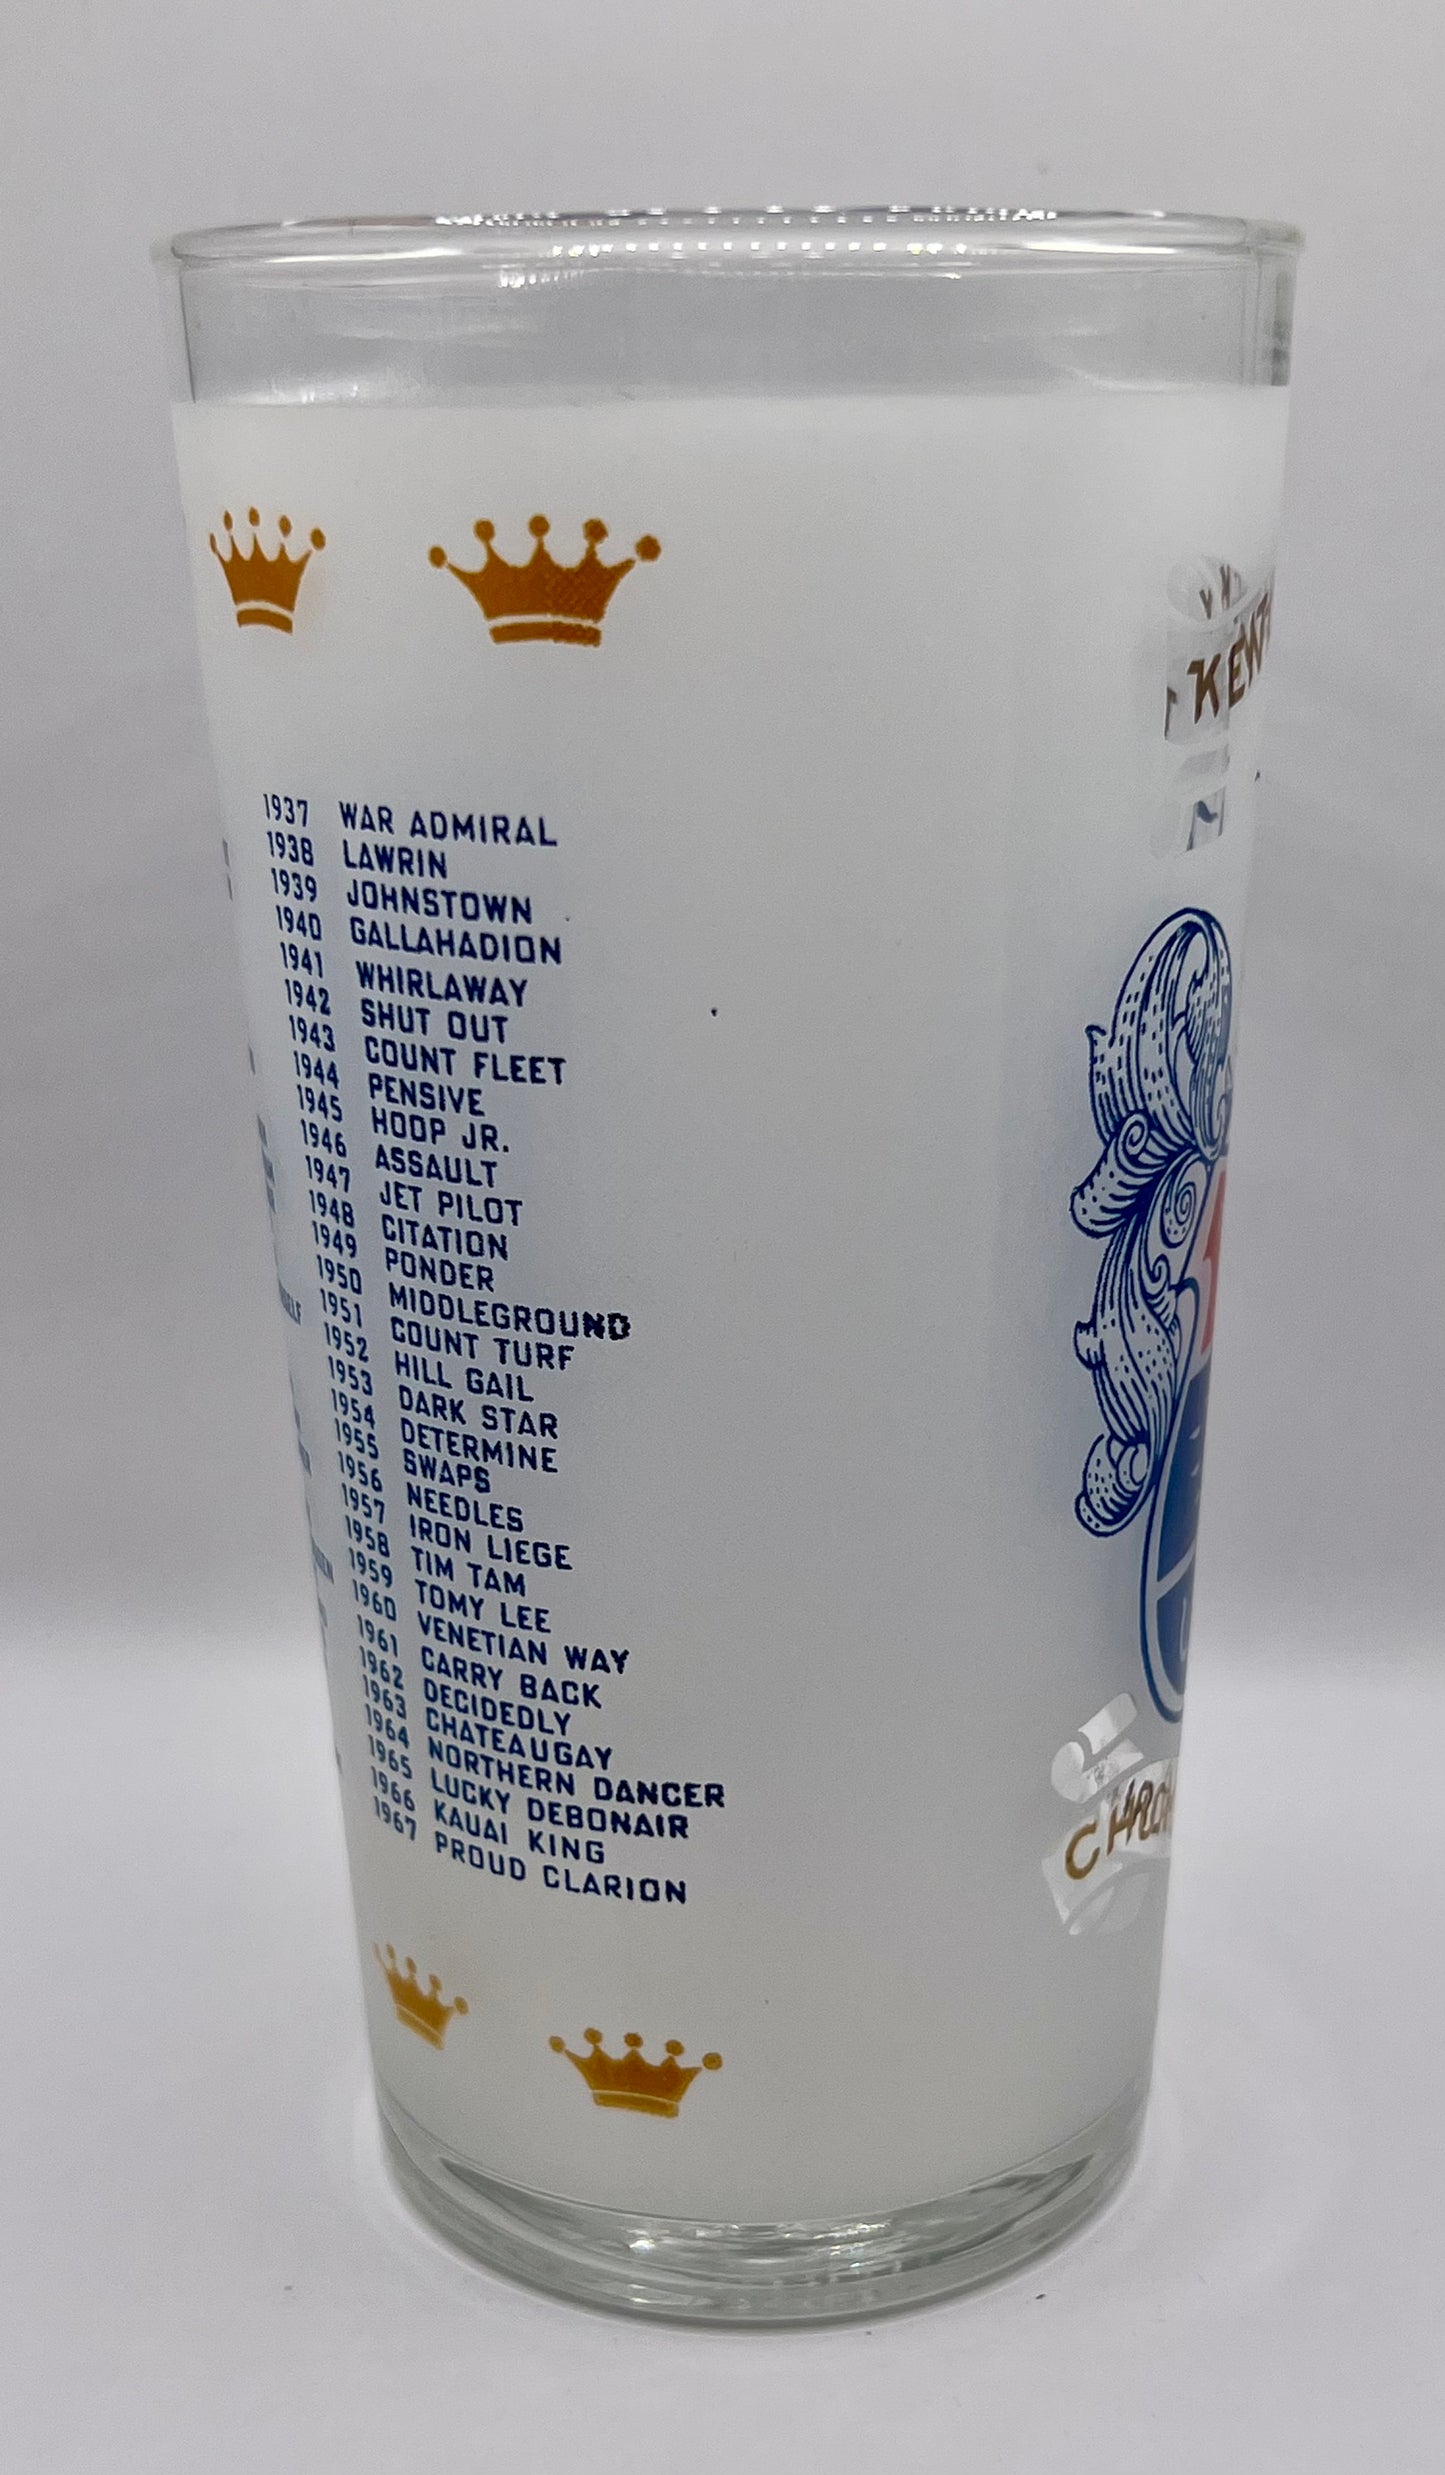 1937 WAR ADMIRAL
1938 LAWRIN
1939 JOHNSTOWN
1940 GALLAHADION
1941 WHIRLAWAY
1942 SHUT OUT
1943 COUNT FLEET
1944 PENSIVE
1945 HOOP JR.
1946 ASSAULT
1947 JET PILOT
1948 CITATION
1949 PONDER
1950 MIDDLEGROUND
1951 COUNT TURF
1952 HILL GAIL
1953 DARK STAR
1954 DETERMINE
1955 SWAPS
1956 NEEDLES
1957 IRON LIEGE
1958 TIM TAM
1959 TOMY LEE
1960 VENETIAN WAY
1961 CARRY BACK
1962 DECIDEDLY
1963 CHATEAUGAY
1964 NORTHERN DANCER
1965 LUCKY DEBONAIR
1966 KAUAI KING
1967 PROUD CLARION